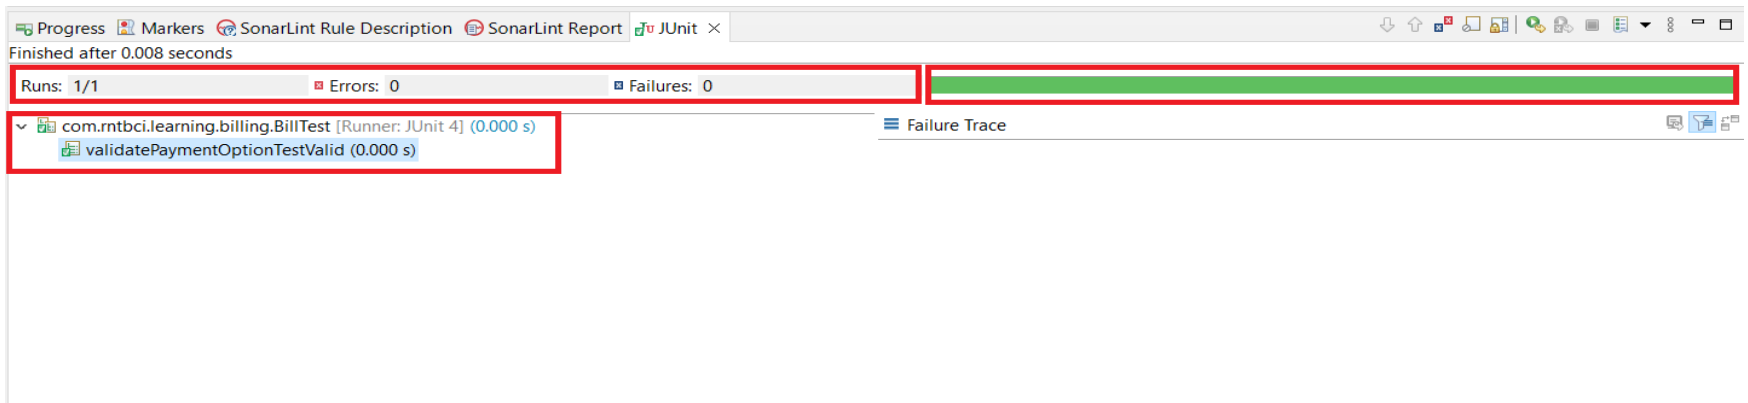 Progress Markers SonarLint Rule Description SonarLint Report Ju JUnit
Finished after 0.008 seconds
Runs: 1/1 Errors: 0 Failures: 0
com.rntbci.learning.billing.BillTest [Runner: JUnit 4] (0.000 s)
Failure Trace
validatePaymentOptionTestValid (0.000 s)